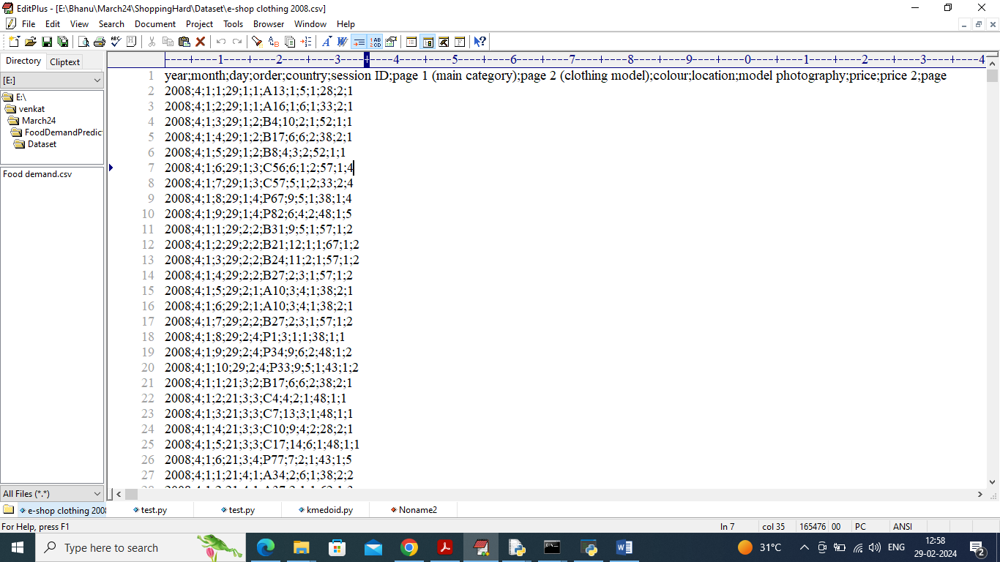 EditPlus - [E:\Bhanu\March24\ShoppingHard\Dataset\e-shop clothing 2008.csv]
File Edit View Search Document Project Tools Browser Window Help
Directory Cliptext
[E:]
E:\
venkat
March24
FoodDemandPredic
Dataset
Food demand.csv
All Files (*.*)
----+----1----+----2----+----3----+----4----+----5----+----6----+----7----+----8----+----9----+----0----+----1----+----2----+----3----+----4
1 year;month;day;order;country;session ID;page 1 (main category);page 2 (clothing model);colour;location;model photography;price;price 2;page
2 2008;4;1;1;29;1;1;A13;1;5;1;28;2;1
3 2008;4;1;2;29;1;1;A16;1;6;1;33;2;1
4 2008;4;1;3;29;1;2;B4;10;2;1;52;1;1
5 2008;4;1;4;29;1;2;B17;6;6;2;38;2;1
6 2008;4;1;5;29;1;2;B8;4;3;2;52;1;1
7 2008;4;1;6;29;1;3;C56;6;1;2;57;1;4
8 2008;4;1;7;29;1;3;C57;5;1;2;33;2;4
9 2008;4;1;8;29;1;4;P67;9;5;1;38;1;4
10 2008;4;1;9;29;1;4;P82;6;4;2;48;1;5
11 2008;4;1;1;29;2;2;B31;9;5;1;57;1;2
12 2008;4;1;2;29;2;2;B21;12;1;1;67;1;2
13 2008;4;1;3;29;2;2;B24;11;2;1;57;1;2
14 2008;4;1;4;29;2;2;B27;2;3;1;57;1;2
15 2008;4;1;5;29;2;1;A10;3;4;1;38;2;1
16 2008;4;1;6;29;2;1;A10;3;4;1;38;2;1
17 2008;4;1;7;29;2;2;B27;2;3;1;57;1;2
18 2008;4;1;8;29;2;4;P1;3;1;1;38;1;1
19 2008;4;1;9;29;2;4;P34;9;6;2;48;1;2
20 2008;4;1;10;29;2;4;P33;9;5;1;43;1;2
21 2008;4;1;1;21;3;2;B17;6;6;2;38;2;1
22 2008;4;1;2;21;3;3;C4;4;2;1;48;1;1
23 2008;4;1;3;21;3;3;C7;13;3;1;48;1;1
24 2008;4;1;4;21;3;3;C10;9;4;2;28;2;1
25 2008;4;1;5;21;3;3;C17;14;6;1;48;1;1
26 2008;4;1;6;21;3;4;P77;7;2;1;43;1;5
27 2008;4;1;1;21;4;1;A34;2;6;1;38;2;2
e-shop clothing 2008 test.py test.py kmedoid.py Noname2
For Help, press F1 ln 7 col 35 165476 00 PC ANSI
Type here to search 31°C ENG 12:58
29-02-2024 2